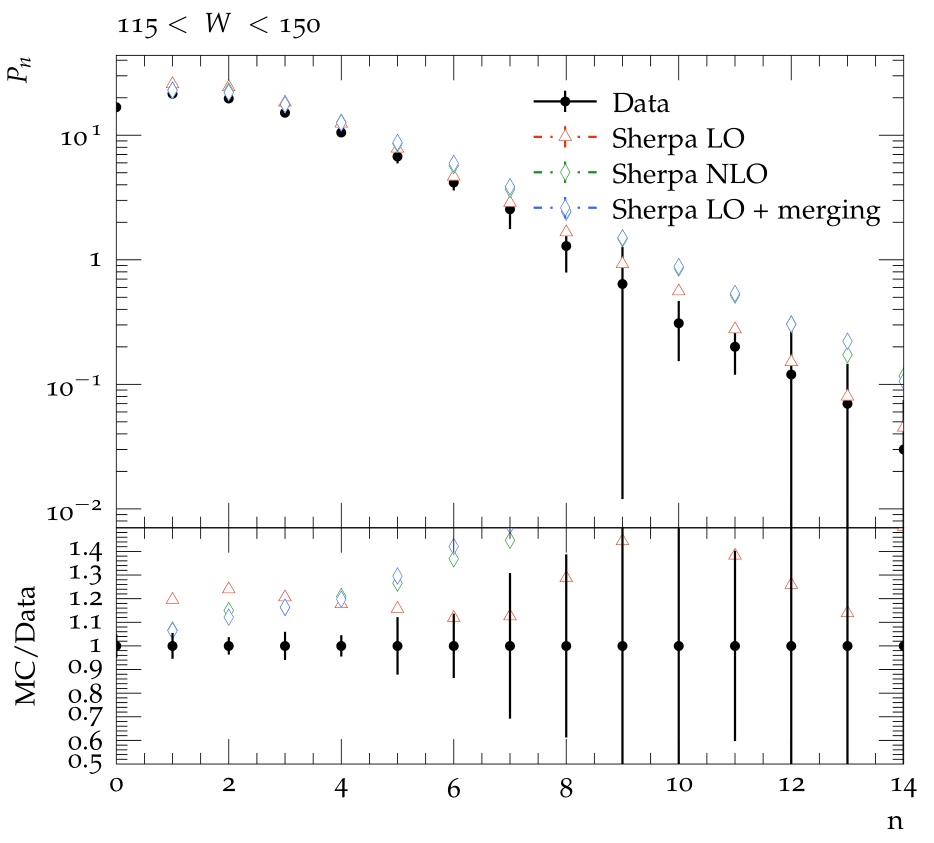 115 < W < 150
P_n
10^1
1
10^−1
10^−2
Data
Sherpa LO
Sherpa NLO
Sherpa LO + merging
MC/Data
1.4
1.3
1.2
1.1
1
0.9
0.8
0.7
0.6
0.5
0 2 4 6 8 10 12 14
n